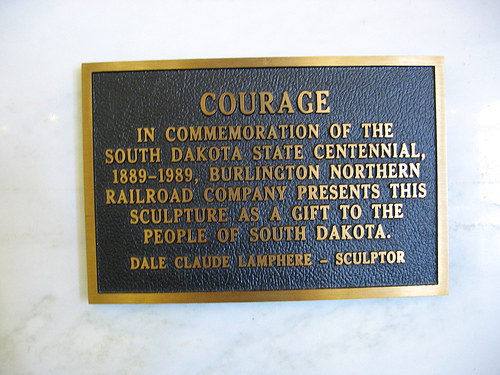 COURAGE
IN COMMEMORATION OF THE
SOUTH DAKOTA STATE CENTENNIAL,
1889-1989, BURLINGTON NORTHERN
RAILROAD COMPANY PRESENTS THIS
SCULPTURE AS A GIFT TO THE
PEOPLE OF SOUTH DAKOTA.
DALE CLAUDE LAMPHERE - SCULPTOR